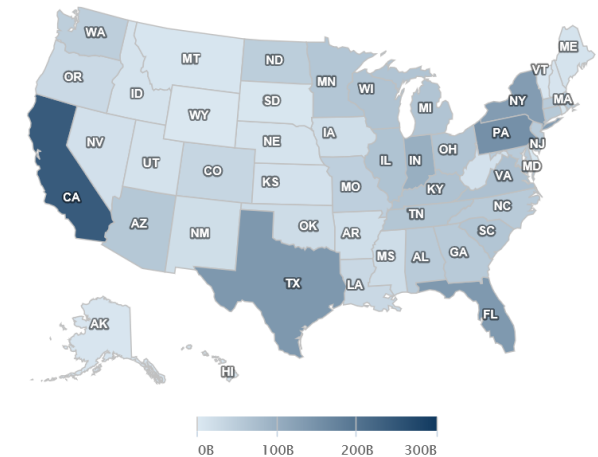 ME
WA
VT
MT
ND
MN
OR
WI
ID
SD
MI
NY
MA
WY
PA
IA
NE
NJ
NV
OH
IL
IN
UT
MD
CO
VA
KS
MO
KY
CA
NC
TN
AZ
OK
NM
AR
SC
MS
AL
GA
TX
LA
FL
AK
HI
0B 100B 200B 300B